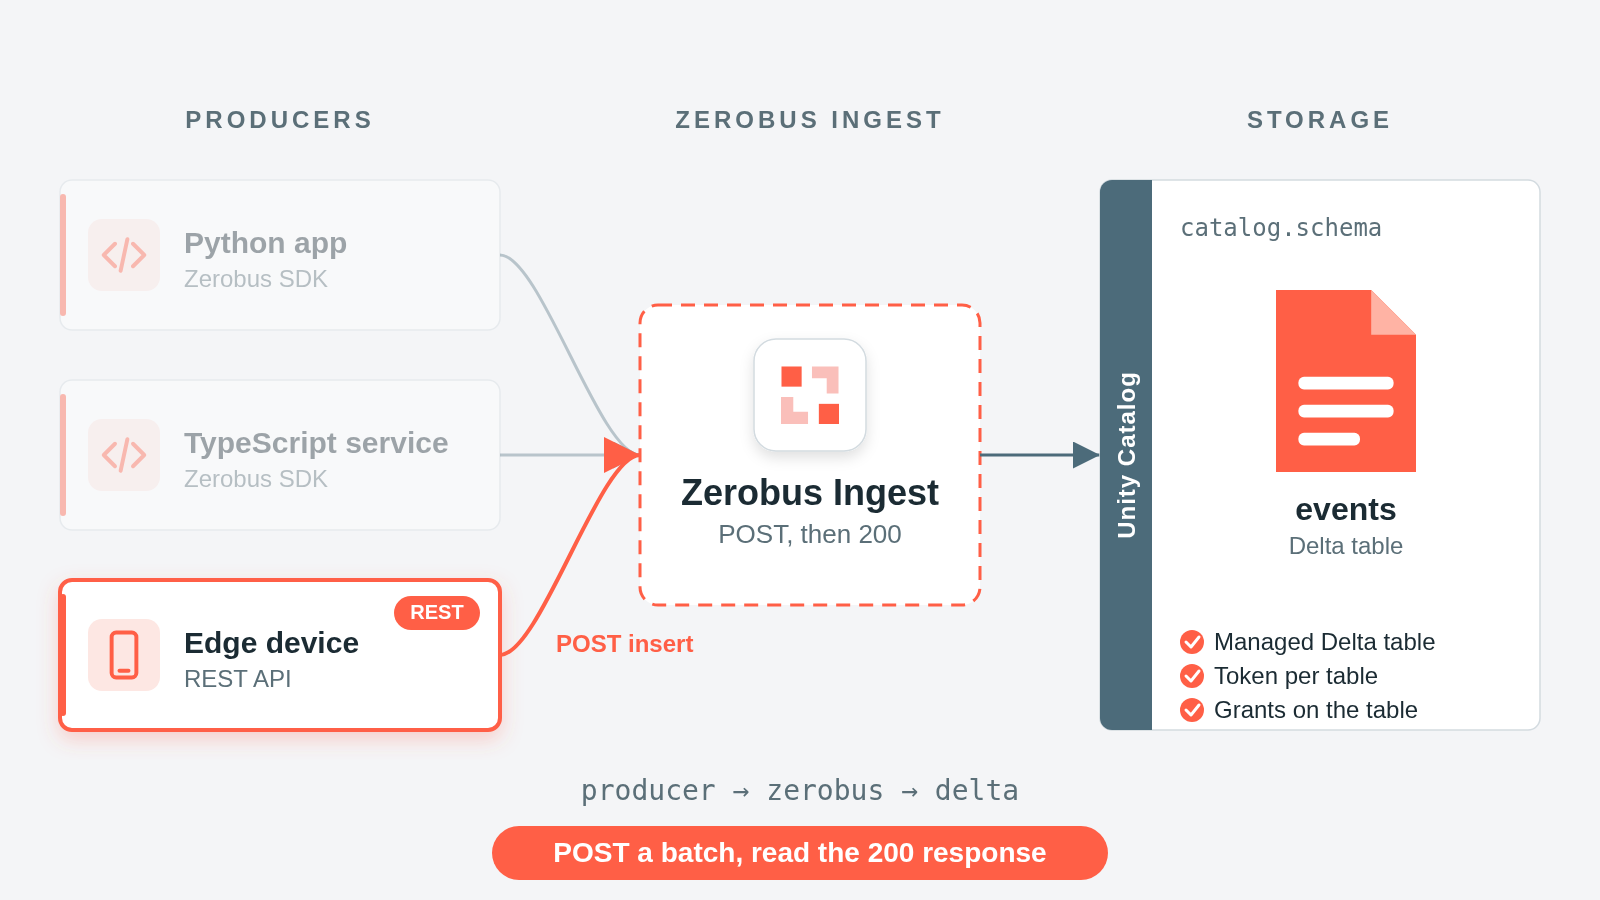 PRODUCERS
ZEROBUS INGEST
STORAGE
Python app
Zerobus SDK
TypeScript service
Zerobus SDK
REST
Edge device
REST API
POST insert
Zerobus Ingest
POST, then 200
Unity Catalog
catalog.schema
events
Delta table
Managed Delta table
Token per table
Grants on the table
producer → zerobus → delta
POST a batch, read the 200 response